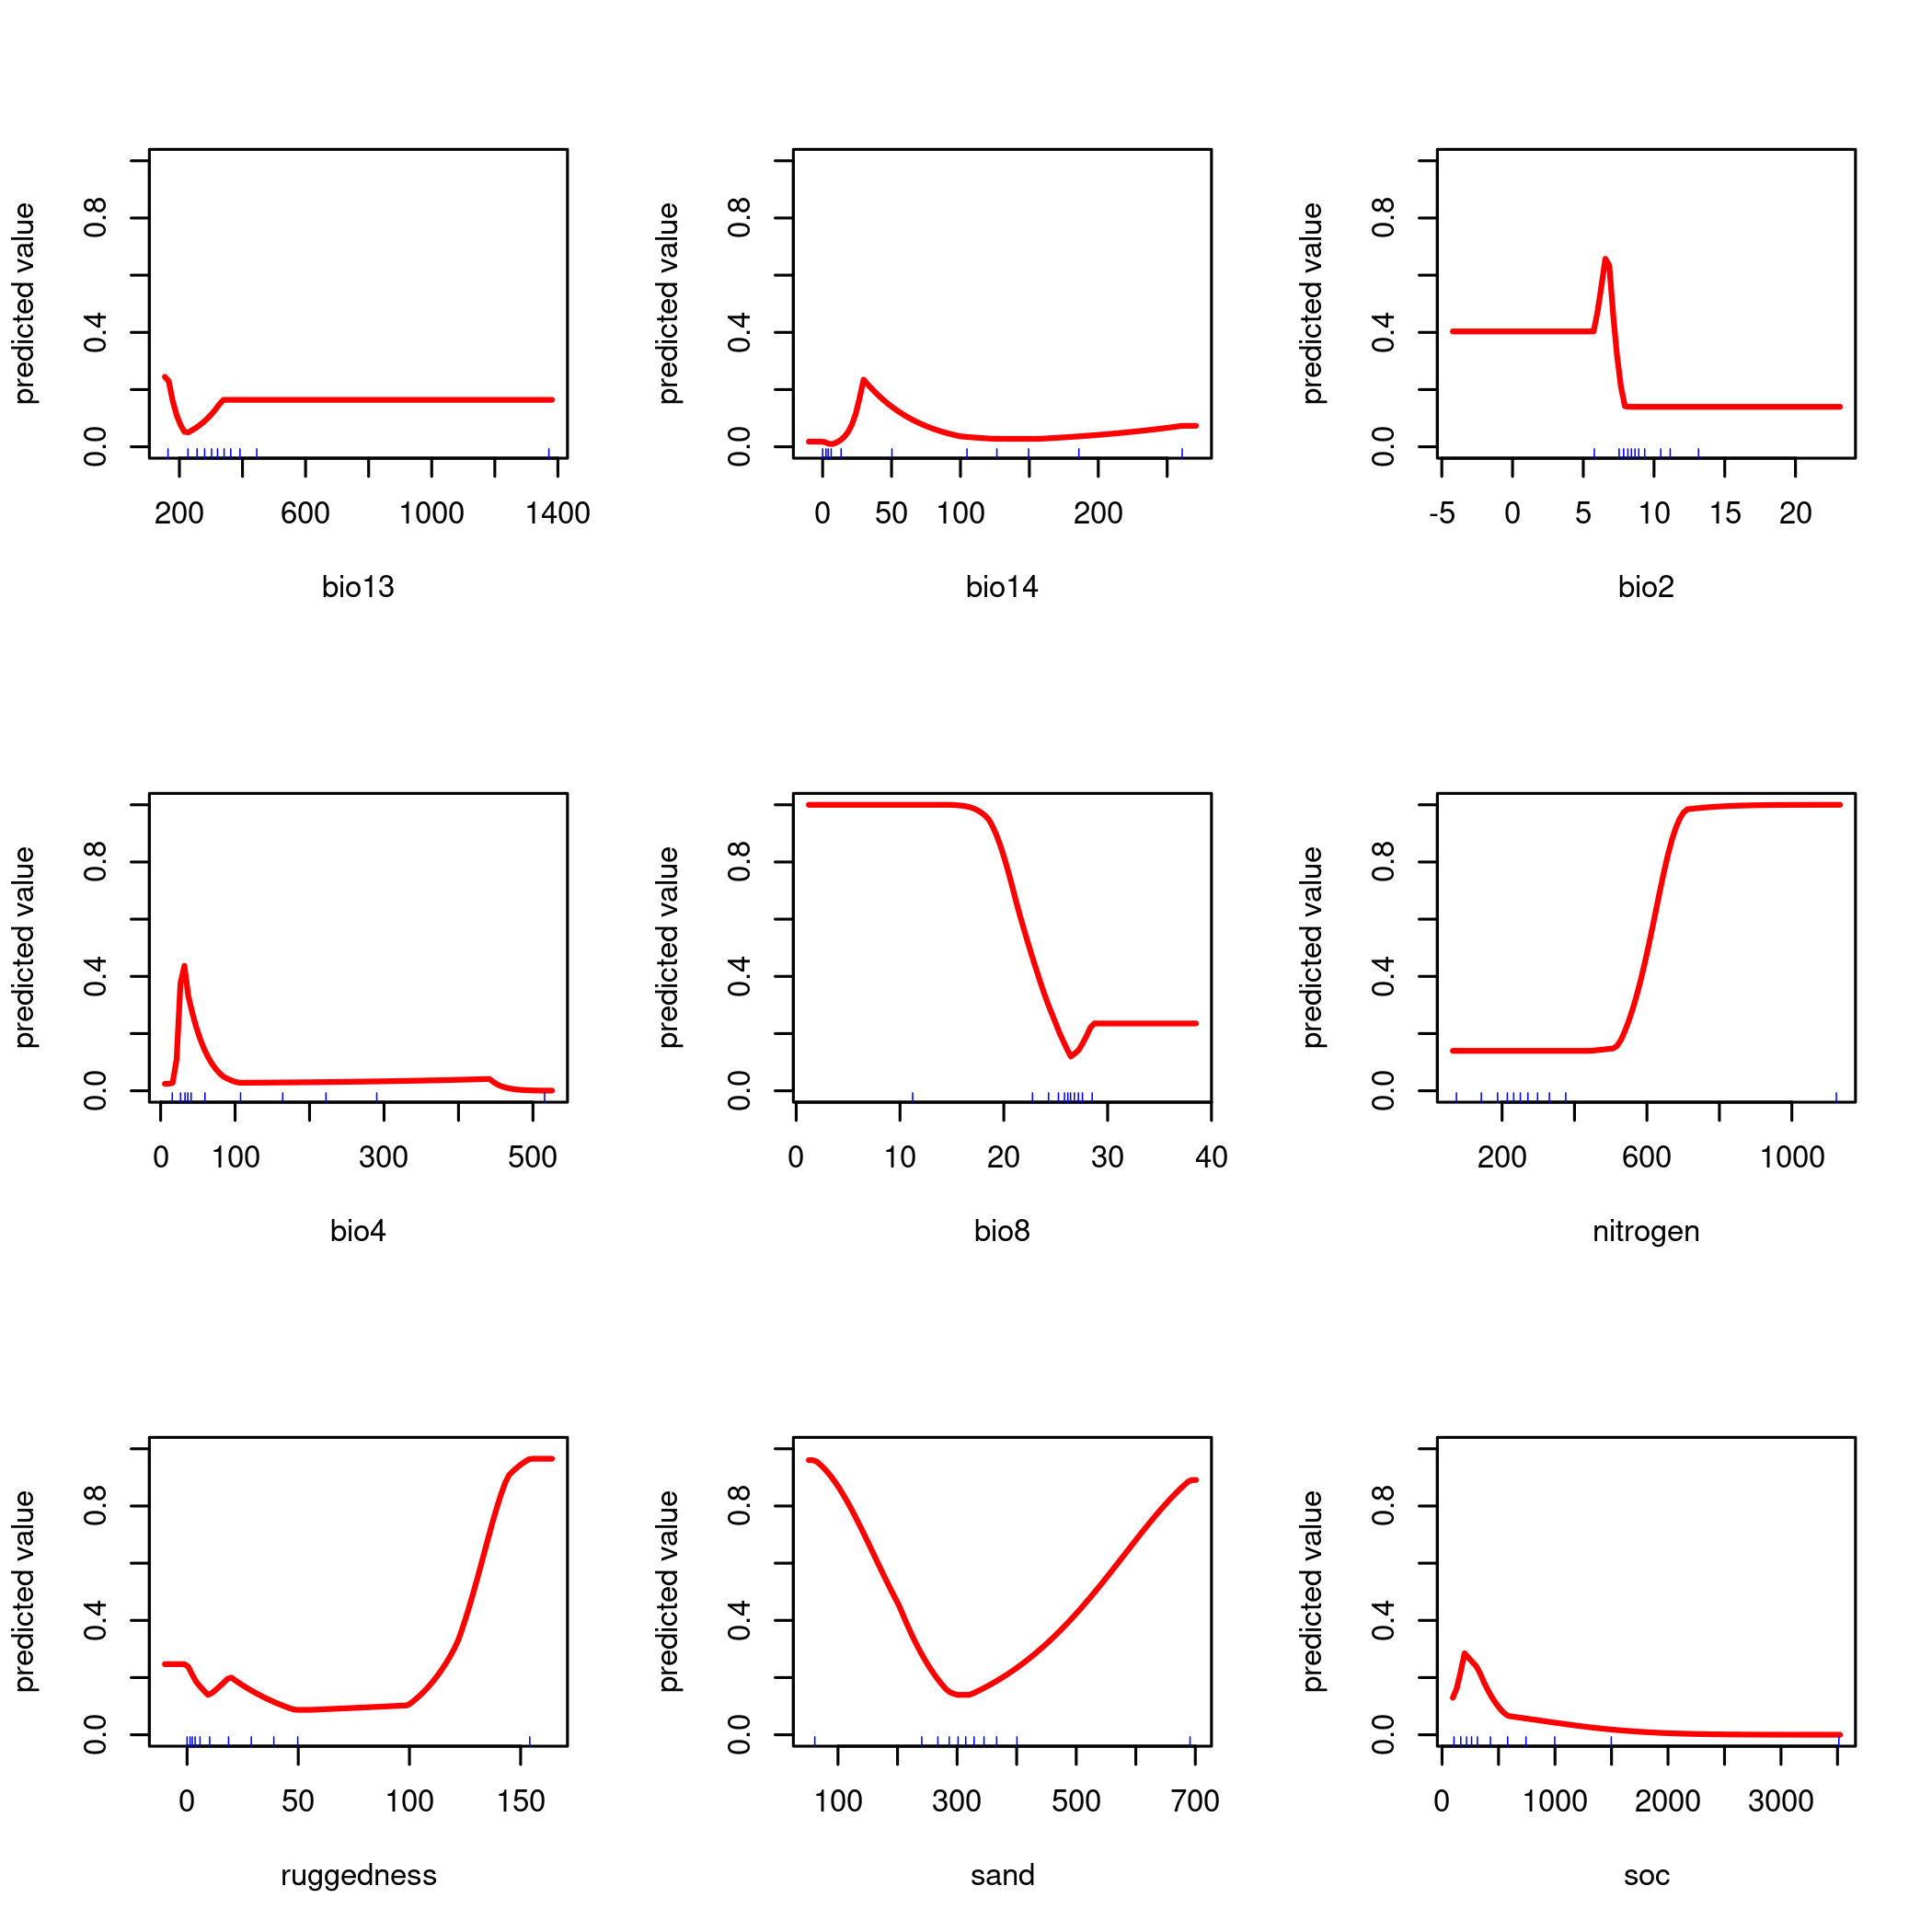 predicted value
0.0 0.4 0.8
200 600 1000 1400
bio13
predicted value
0.0 0.4 0.8
0 50 100 200
bio14
predicted value
0.0 0.4 0.8
-5 0 5 10 15 20
bio2
predicted value
0.0 0.4 0.8
0 100 300 500
bio4
predicted value
0.0 0.4 0.8
0 10 20 30 40
bio8
predicted value
0.0 0.4 0.8
200 600 1000
nitrogen
predicted value
0.0 0.4 0.8
0 50 100 150
ruggedness
predicted value
0.0 0.4 0.8
100 300 500 700
sand
predicted value
0.0 0.4 0.8
0 1000 2000 3000
soc